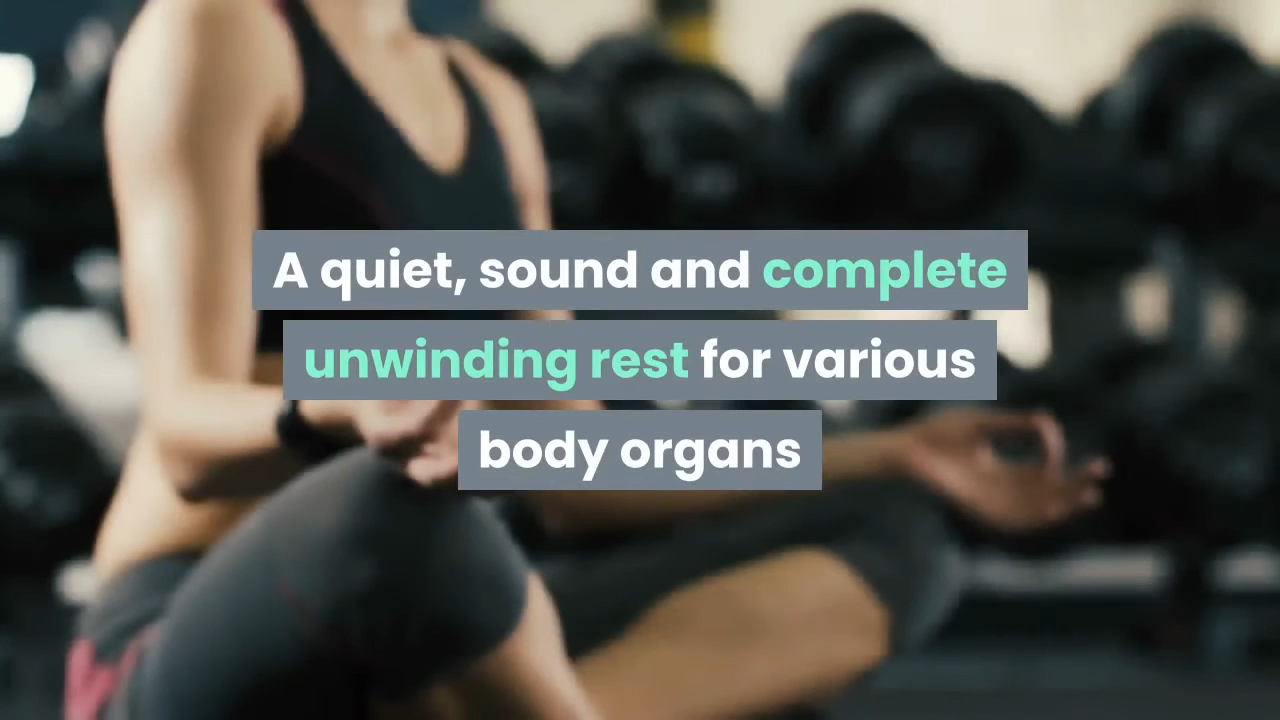 A quiet, sound and complete
unwinding rest for various
body organs